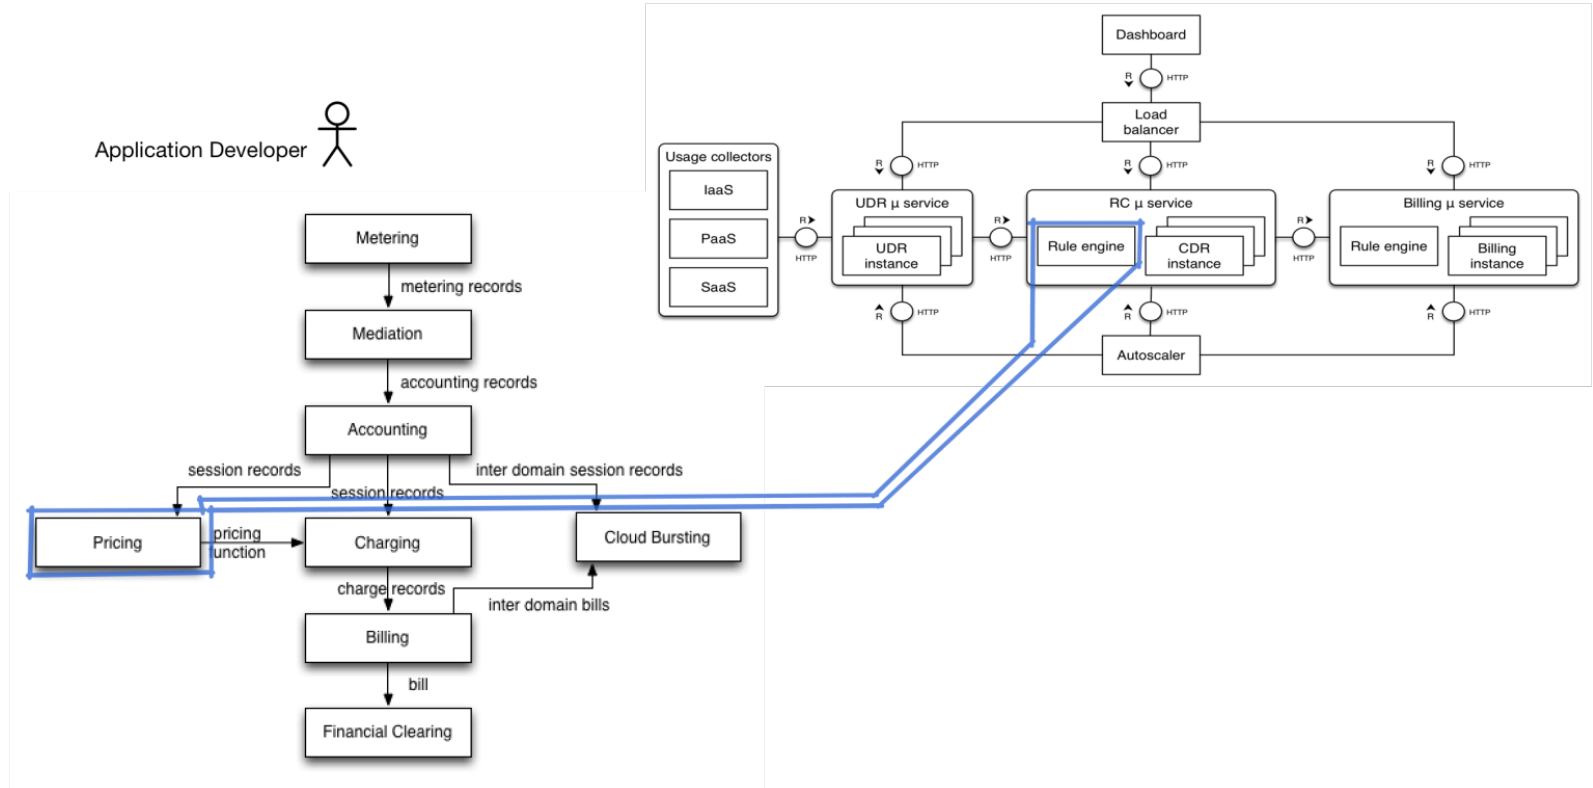 Application Developer
Metering
metering records
Mediation
accounting records
Accounting
session records
session records
inter domain session records
Pricing
pricing
function
Charging
Cloud Bursting
charge records
inter domain bills
Billing
bill
Financial Clearing
Dashboard
R
HTTP
Load
balancer
R
HTTP
R
HTTP
R
HTTP
Usage collectors
IaaS
PaaS
SaaS
R
HTTP
UDR µ service
UDR
instance
R
HTTP
RC µ service
Rule engine
CDR
instance
R
HTTP
Billing µ service
Rule engine
Billing
instance
R
HTTP
R
HTTP
R
HTTP
Autoscaler